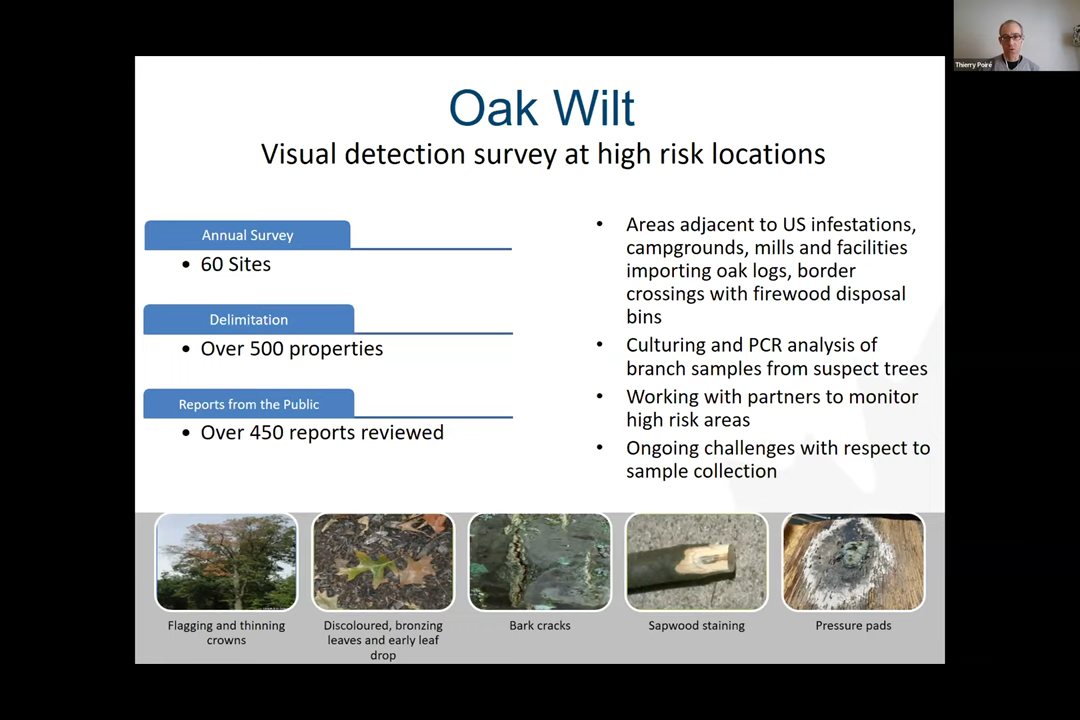 Thierry Poiré
Oak Wilt
Visual detection survey at high risk locations
Annual Survey
• 60 Sites
Delimitation
• Over 500 properties
Reports from the Public
• Over 450 reports reviewed
• Areas adjacent to US infestations,
campgrounds, mills and facilities
importing oak logs, border
crossings with firewood disposal
bins
• Culturing and PCR analysis of
branch samples from suspect trees
• Working with partners to monitor
high risk areas
• Ongoing challenges with respect to
sample collection
Flagging and thinning
crowns
Discoloured, bronzing
leaves and early leaf
drop
Bark cracks
Sapwood staining
Pressure pads